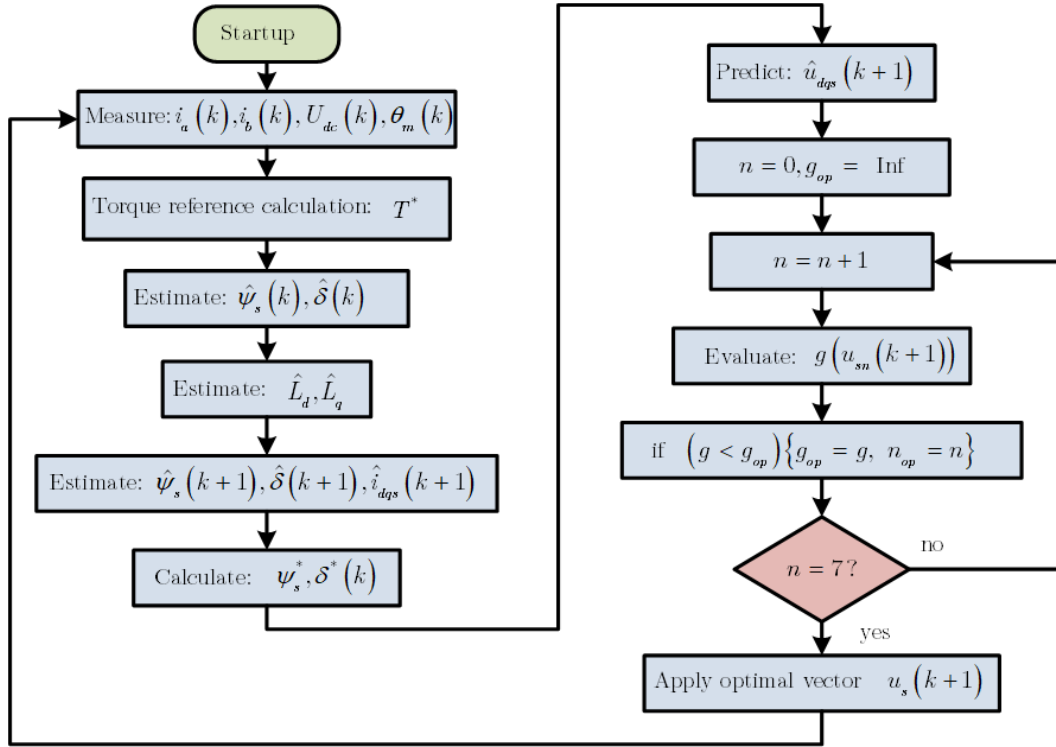 Startup
Measure: i_a(k), i_b(k), U_dc(k), θ_m(k)
Torque reference calculation: T^*
Estimate: ψ̂_s(k), δ̂(k)
Estimate: L̂_d, L̂_q
Estimate: ψ̂_s(k+1), δ̂(k+1), î_dqs(k+1)
Calculate: ψ_s^*, δ^*(k)
Predict: û_dqs(k+1)
n = 0, g_op = Inf
n = n + 1
Evaluate: g(u_sn(k+1))
if (g < g_op){g_op = g, n_op = n}
n = 7?
no
yes
Apply optimal vector u_s(k+1)